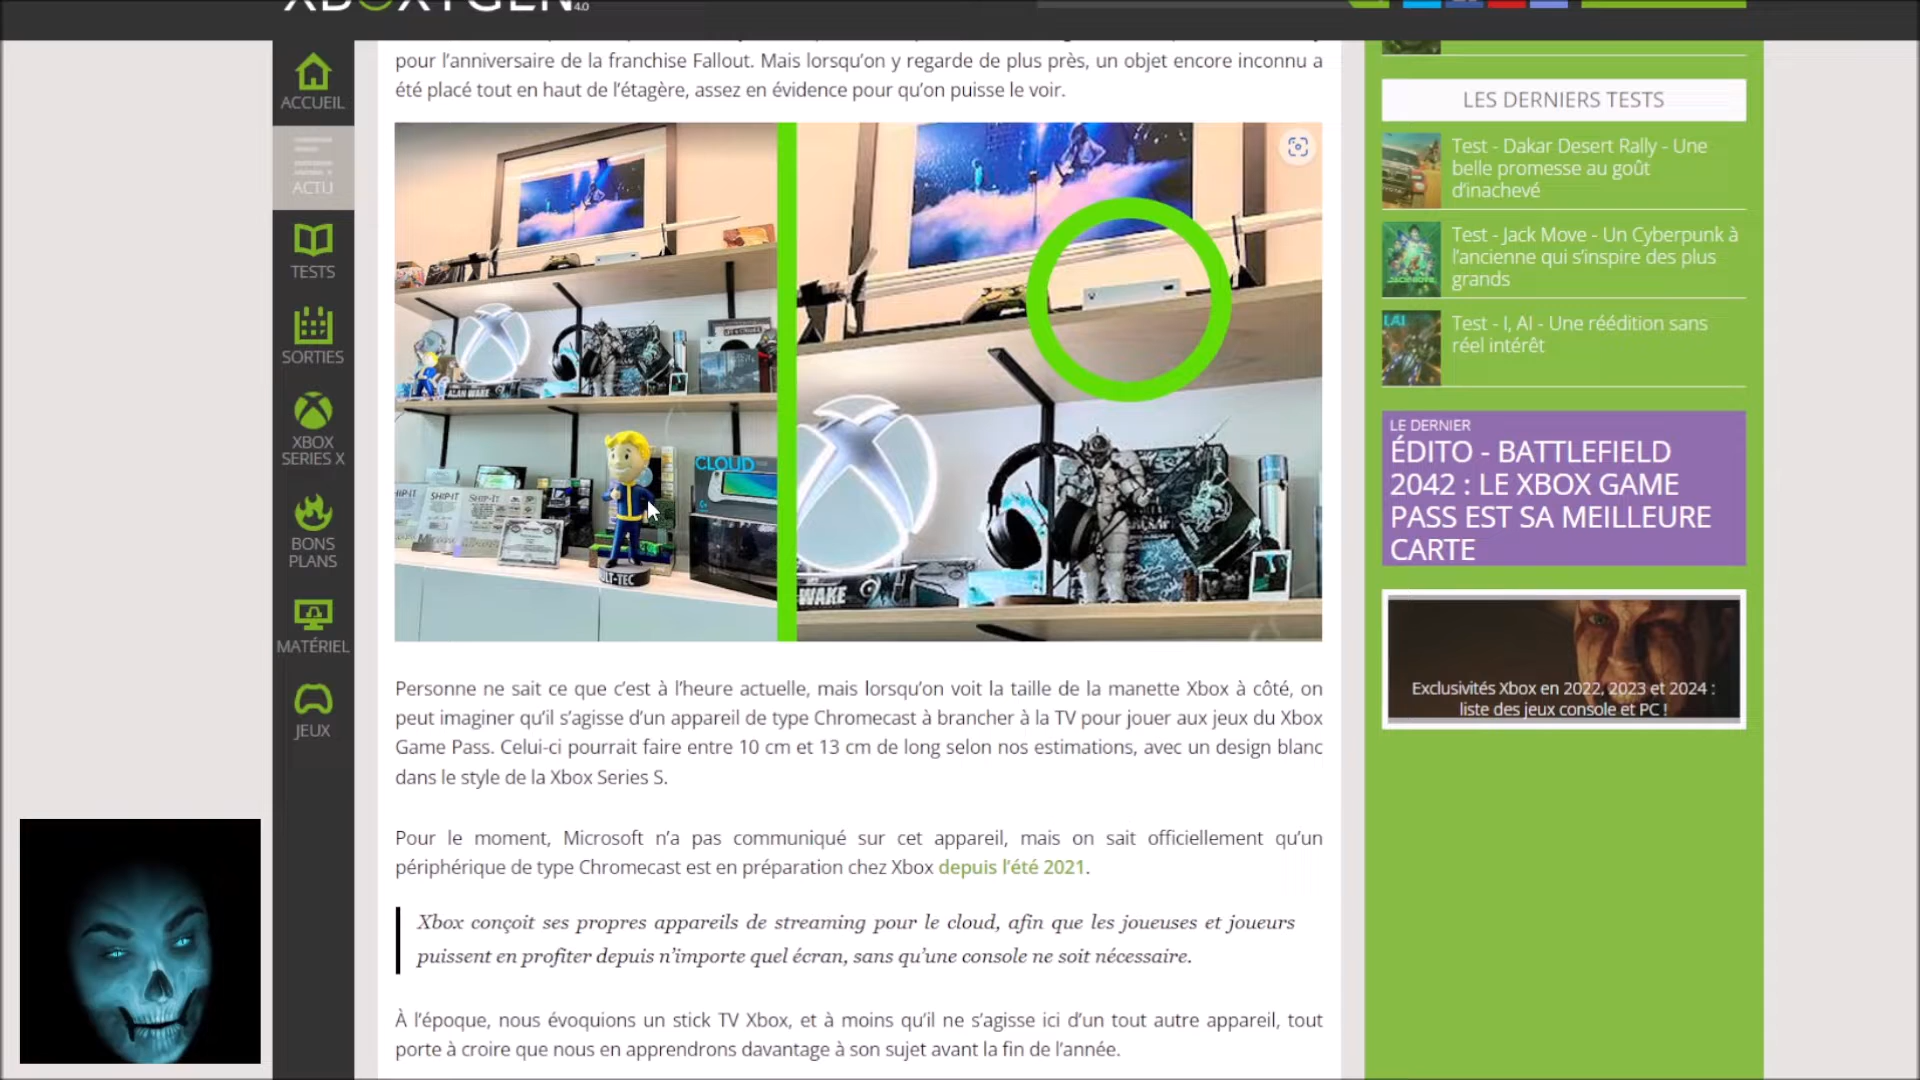 XBOXYGEN 4.0
ACCUEIL
ACTU
TESTS
SORTIES
XBOX
SERIES X
BONS
PLANS
MATÉRIEL
JEUX
pour l’anniversaire de la franchise Fallout. Mais lorsqu’on y regarde de plus près, un objet encore inconnu a
été placé tout en haut de l’étagère, assez en évidence pour qu’on puisse le voir.
ALAN WAKE
SHIP-IT
SHIP-IT
CLOUD
WAKE
Personne ne sait ce que c’est à l’heure actuelle, mais lorsqu’on voit la taille de la manette Xbox à côté, on
peut imaginer qu’il s’agisse d’un appareil de type Chromecast à brancher à la TV pour jouer aux jeux du Xbox
Game Pass. Celui-ci pourrait faire entre 10 cm et 13 cm de long selon nos estimations, avec un design blanc
dans le style de la Xbox Series S.
Pour le moment, Microsoft n’a pas communiqué sur cet appareil, mais on sait officiellement qu’un
périphérique de type Chromecast est en préparation chez Xbox depuis l’été 2021.
Xbox conçoit ses propres appareils de streaming pour le cloud, afin que les joueuses et joueurs
puissent en profiter depuis n’importe quel écran, sans qu’une console ne soit nécessaire.
À l’époque, nous évoquions un stick TV Xbox, et à moins qu’il ne s’agisse ici d’un tout autre appareil, tout
porte à croire que nous en apprendrons davantage à son sujet avant la fin de l’année.
LES DERNIERS TESTS
Test - Dakar Desert Rally - Une
belle promesse au goût
d’inachevé
Test - Jack Move - Un Cyberpunk à
l’ancienne qui s’inspire des plus
grands
Test - I, AI - Une réédition sans
réel intérêt
LE DERNIER
ÉDITO - BATTLEFIELD
2042 : LE XBOX GAME
PASS EST SA MEILLEURE
CARTE
Exclusivités Xbox en 2022, 2023 et 2024 :
liste des jeux console et PC !